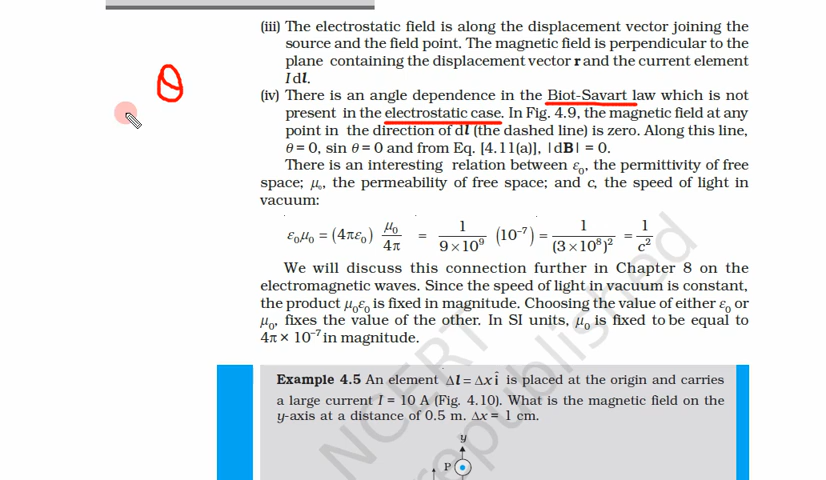 θ
(iii) The electrostatic field is along the displacement vector joining the
source and the field point. The magnetic field is perpendicular to the
plane containing the displacement vector r and the current element
I dl.
(iv) There is an angle dependence in the Biot-Savart law which is not
present in the electrostatic case. In Fig. 4.9, the magnetic field at any
point in the direction of dl (the dashed line) is zero. Along this line,
θ = 0, sin θ = 0 and from Eq. [4.11(a)], |dB| = 0.
There is an interesting relation between ε₀, the permittivity of free
space; μ₀, the permeability of free space; and c, the speed of light in
vacuum:
ε₀μ₀ = (4πε₀) μ₀/4π = 1/(9 × 10⁹) (10⁻⁷) = 1/(3 × 10⁸)² = 1/c²
We will discuss this connection further in Chapter 8 on the
electromagnetic waves. Since the speed of light in vacuum is constant,
the product μ₀ε₀ is fixed in magnitude. Choosing the value of either ε₀ or
μ₀, fixes the value of the other. In SI units, μ₀ is fixed to be equal to
4π × 10⁻⁷ in magnitude.
Example 4.5 An element Δl = Δx î is placed at the origin and carries
a large current I = 10 A (Fig. 4.10). What is the magnetic field on the
y-axis at a distance of 0.5 m. Δx = 1 cm.
y
P
NCERT
republished